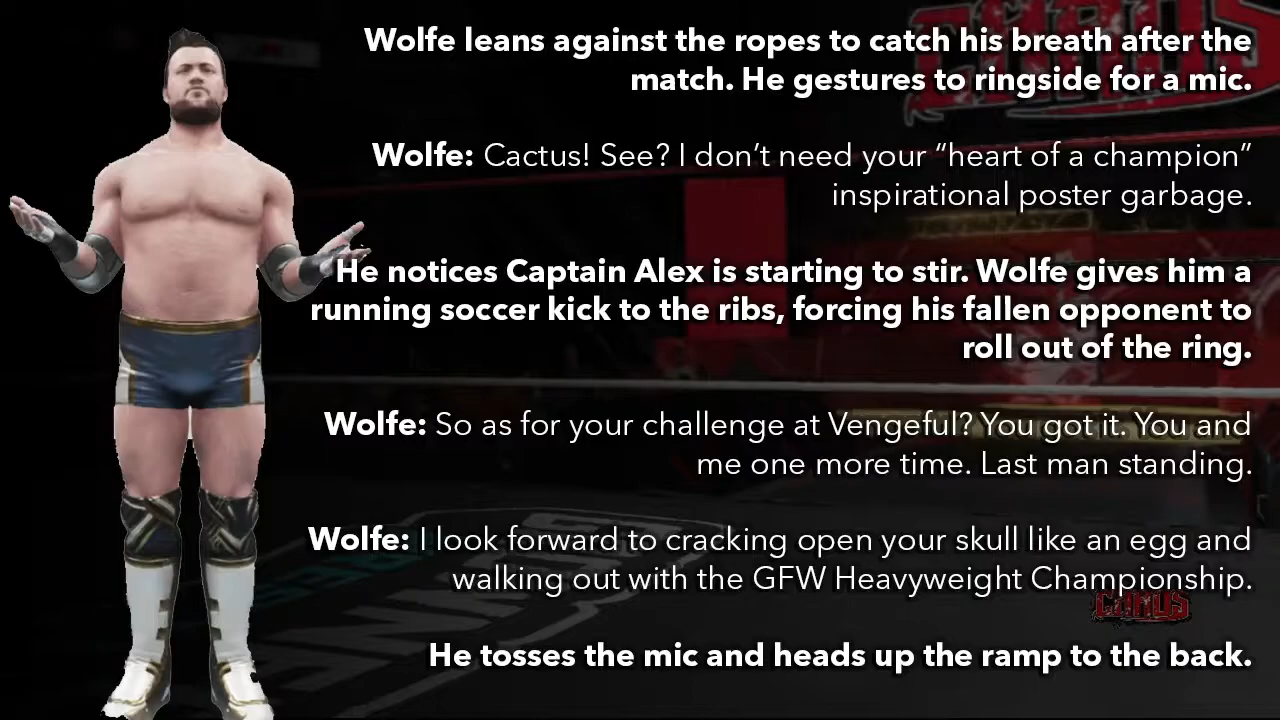 CHAOS
Wolfe leans against the ropes to catch his breath after the
match. He gestures to ringside for a mic.
Wolfe: Cactus! See? I don’t need your “heart of a champion”
inspirational poster garbage.
He notices Captain Alex is starting to stir. Wolfe gives him a
running soccer kick to the ribs, forcing his fallen opponent to
roll out of the ring.
Wolfe: So as for your challenge at Vengeful? You got it. You and
me one more time. Last man standing.
Wolfe: I look forward to cracking open your skull like an egg and
walking out with the GFW Heavyweight Championship.
CHAOS
He tosses the mic and heads up the ramp to the back.